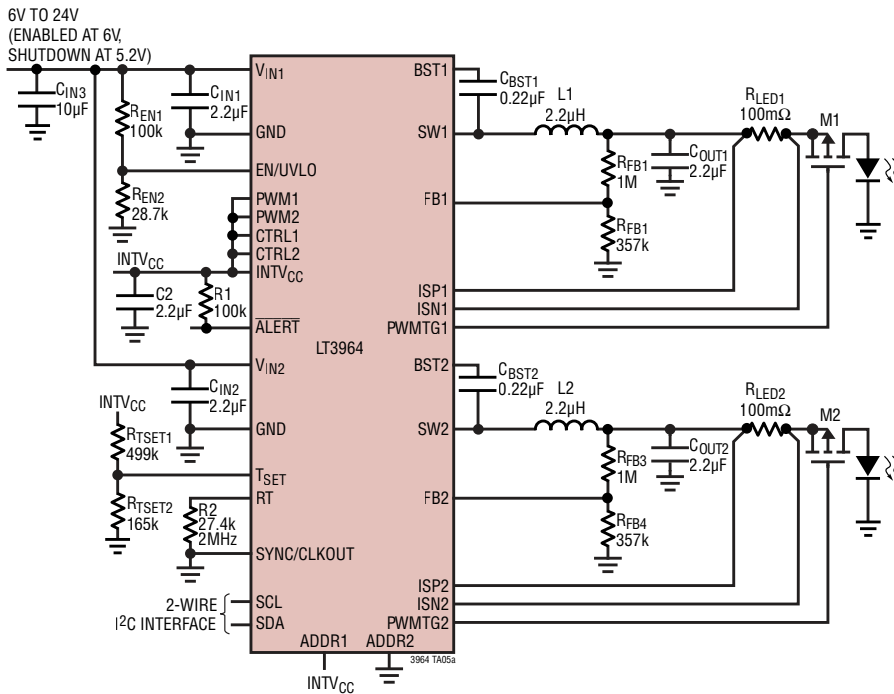 6V TO 24V
(ENABLED AT 6V,
SHUTDOWN AT 5.2V)
CIN3
10µF
REN1
100k
CIN1
2.2µF
REN2
28.7k
INTVCC
C2
2.2µF
R1
100k
CIN2
2.2µF
INTVCC
RTSET1
499k
RTSET2
165k
R2
27.4k
2MHz
2-WIRE
I²C INTERFACE
VIN1
GND
EN/UVLO
PWM1
PWM2
CTRL1
CTRL2
INTVCC
ALERT
LT3964
VIN2
GND
TSET
RT
SYNC/CLKOUT
SCL
SDA
ADDR1
ADDR2
INTVCC
3964 TA05a
BST1
SW1
FB1
ISP1
ISN1
PWMTG1
BST2
SW2
FB2
ISP2
ISN2
PWMTG2
CBST1
0.22µF
L1
2.2µH
RFB1
1M
RFB1
357k
COUT1
2.2µF
RLED1
100mΩ
M1
CBST2
0.22µF
L2
2.2µH
RFB3
1M
RFB4
357k
COUT2
2.2µF
RLED2
100mΩ
M2